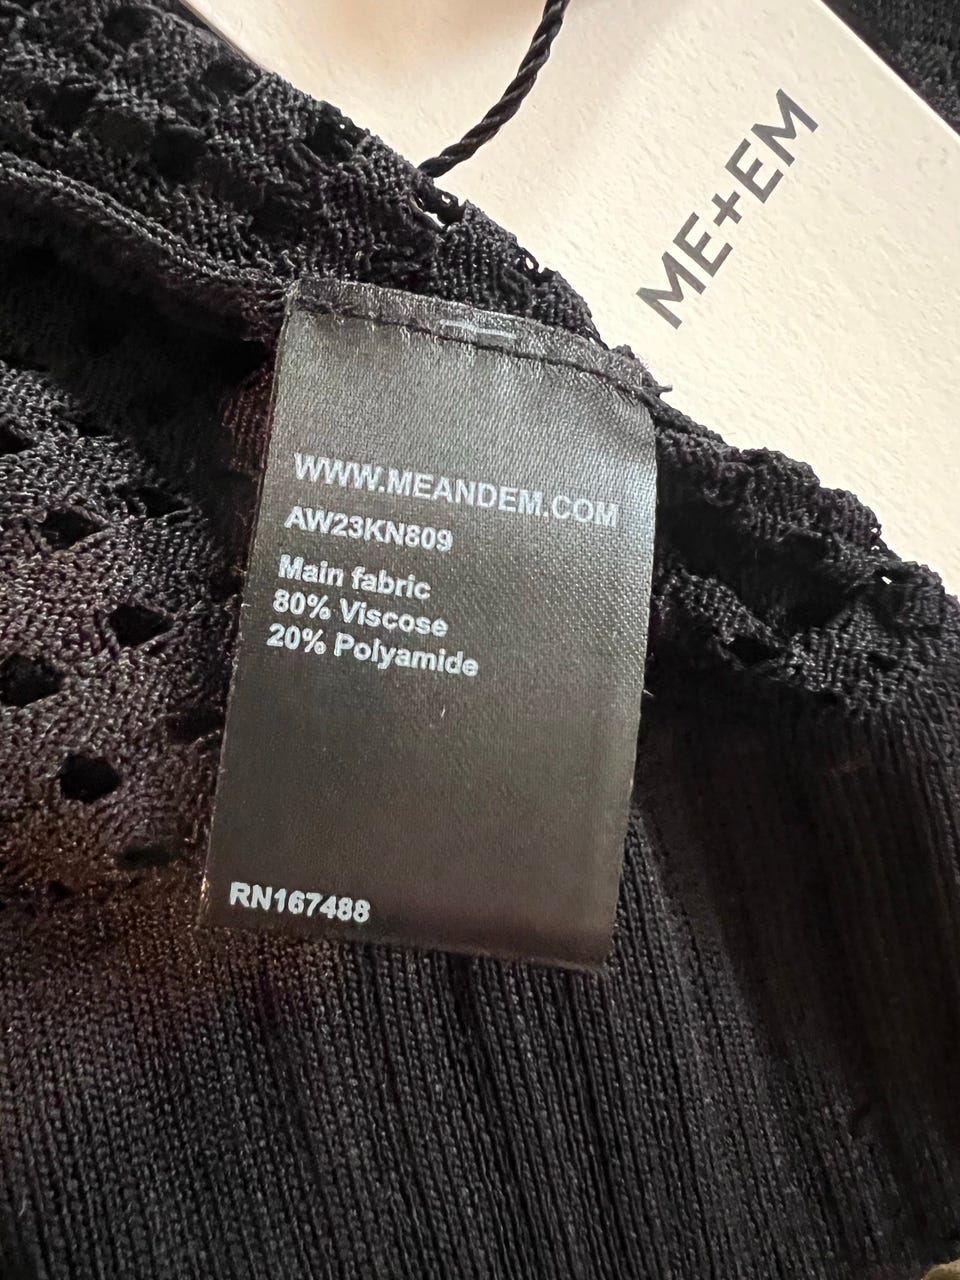 ME+EM
WWW.MEANDEM.COM
AW23KN809
Main fabric
80% Viscose
20% Polyamide
RN167488